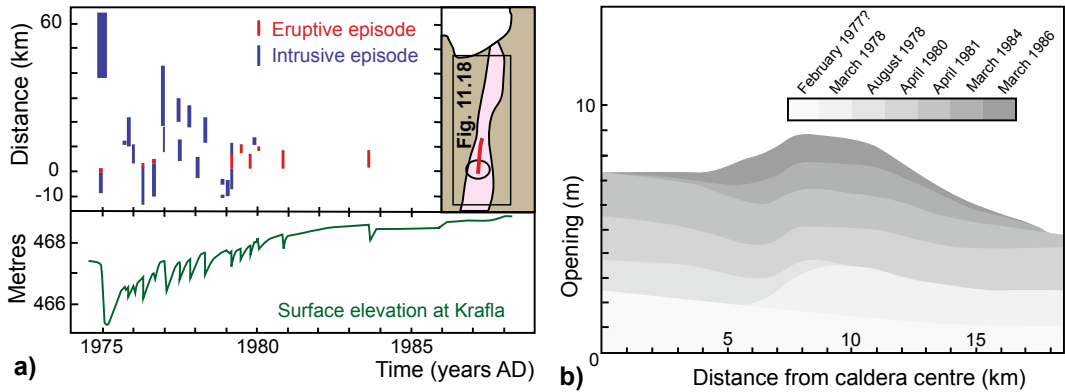 60
40
20
0
-10
Distance (km)
Eruptive episode
Intrusive episode
Fig. 11.18
468
466
Metres
Surface elevation at Krafla
1975
1980
1985
Time (years AD)
a)
February 1977?
March 1978
August 1978
April 1980
April 1981
March 1984
March 1986
10
0
Opening (m)
5
10
15
Distance from caldera centre (km)
b)